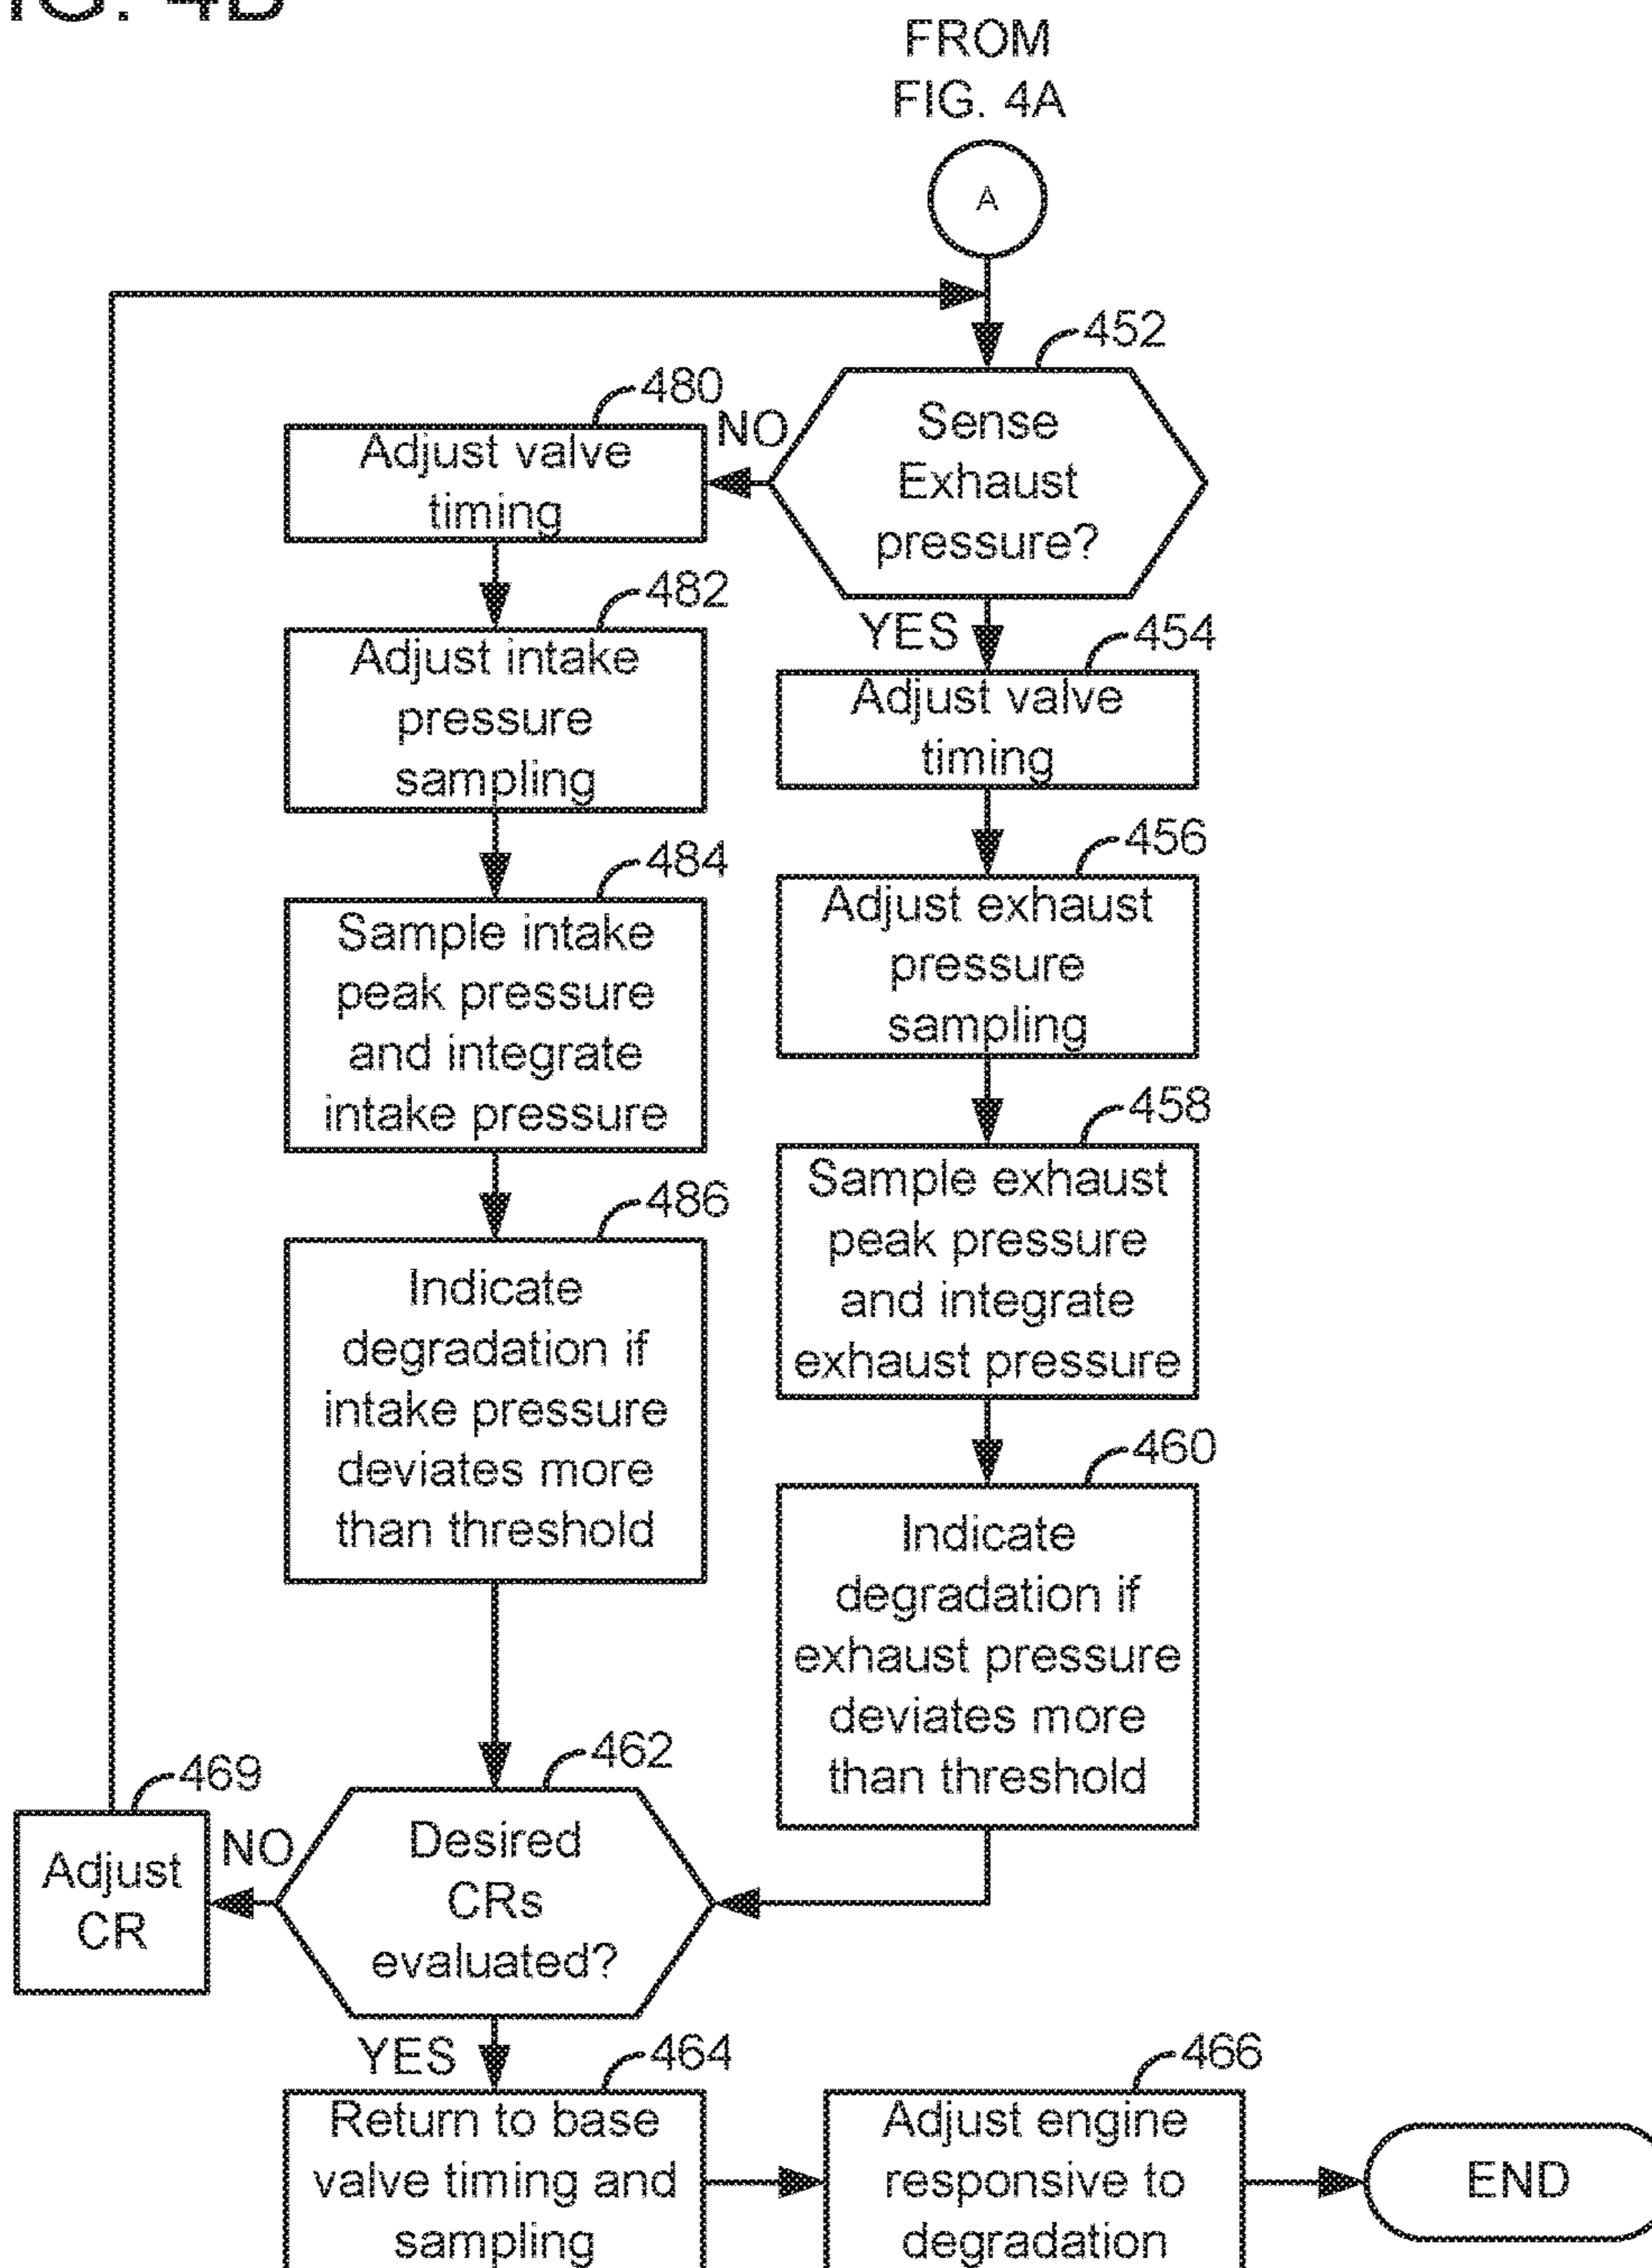 FIG. 4B
FROM
FIG. 4A
A
452
Sense
Exhaust
pressure?
NO
YES
480
Adjust valve
timing
482
Adjust intake
pressure
sampling
484
Sample intake
peak pressure
and integrate
intake pressure
486
Indicate
degradation if
intake pressure
deviates more
than threshold
454
Adjust valve
timing
456
Adjust exhaust
pressure
sampling
458
Sample exhaust
peak pressure
and integrate
exhaust pressure
460
Indicate
degradation if
exhaust pressure
deviates more
than threshold
462
Desired
CRs
evaluated?
NO
469
Adjust
CR
YES
464
Return to base
valve timing and
sampling
466
Adjust engine
responsive to
degradation
END